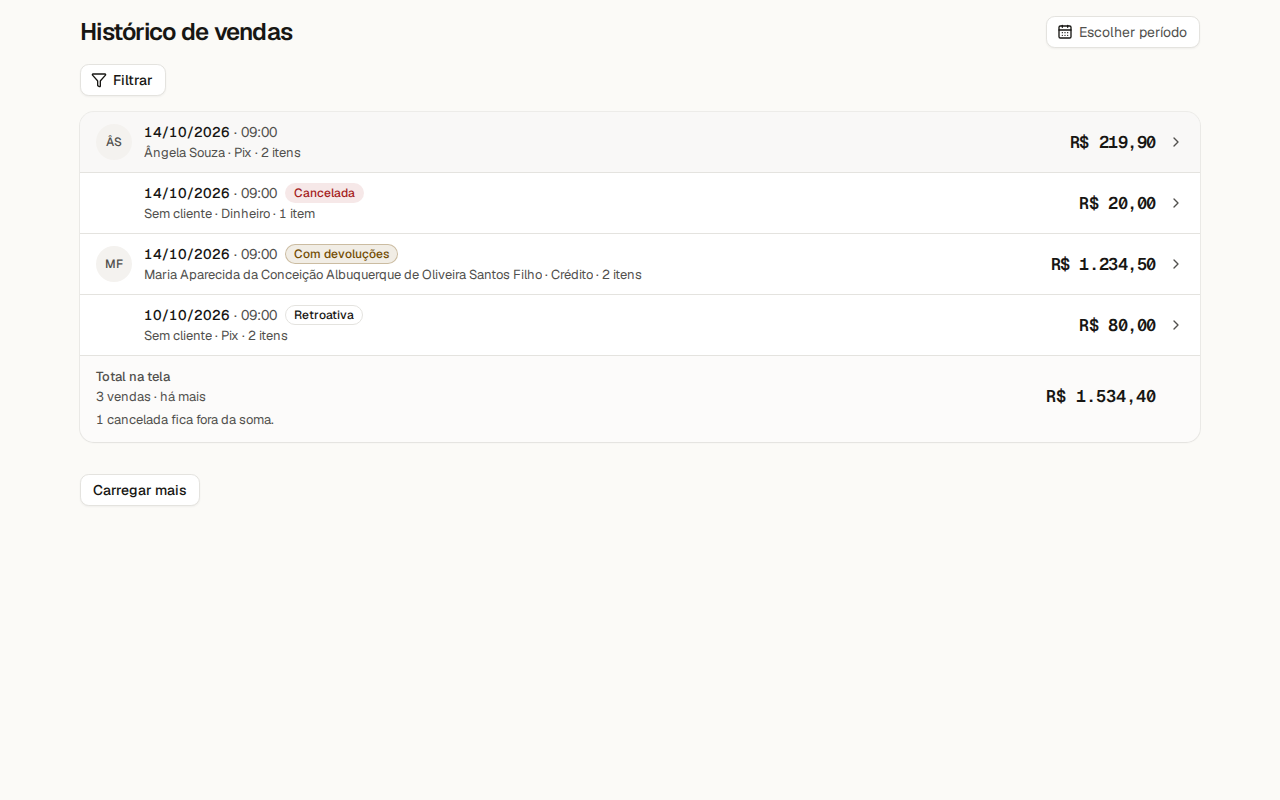 Histórico de vendas
Escolher período
Filtrar
ÂS
14/10/2026 · 09:00
Ângela Souza · Pix · 2 itens
R$ 219,90
14/10/2026 · 09:00 Cancelada
Sem cliente · Dinheiro · 1 item
R$ 20,00
MF
14/10/2026 · 09:00 Com devoluções
Maria Aparecida da Conceição Albuquerque de Oliveira Santos Filho · Crédito · 2 itens
R$ 1.234,50
10/10/2026 · 09:00 Retroativa
Sem cliente · Pix · 2 itens
R$ 80,00
Total na tela
3 vendas · há mais
1 cancelada fica fora da soma.
R$ 1.534,40
Carregar mais